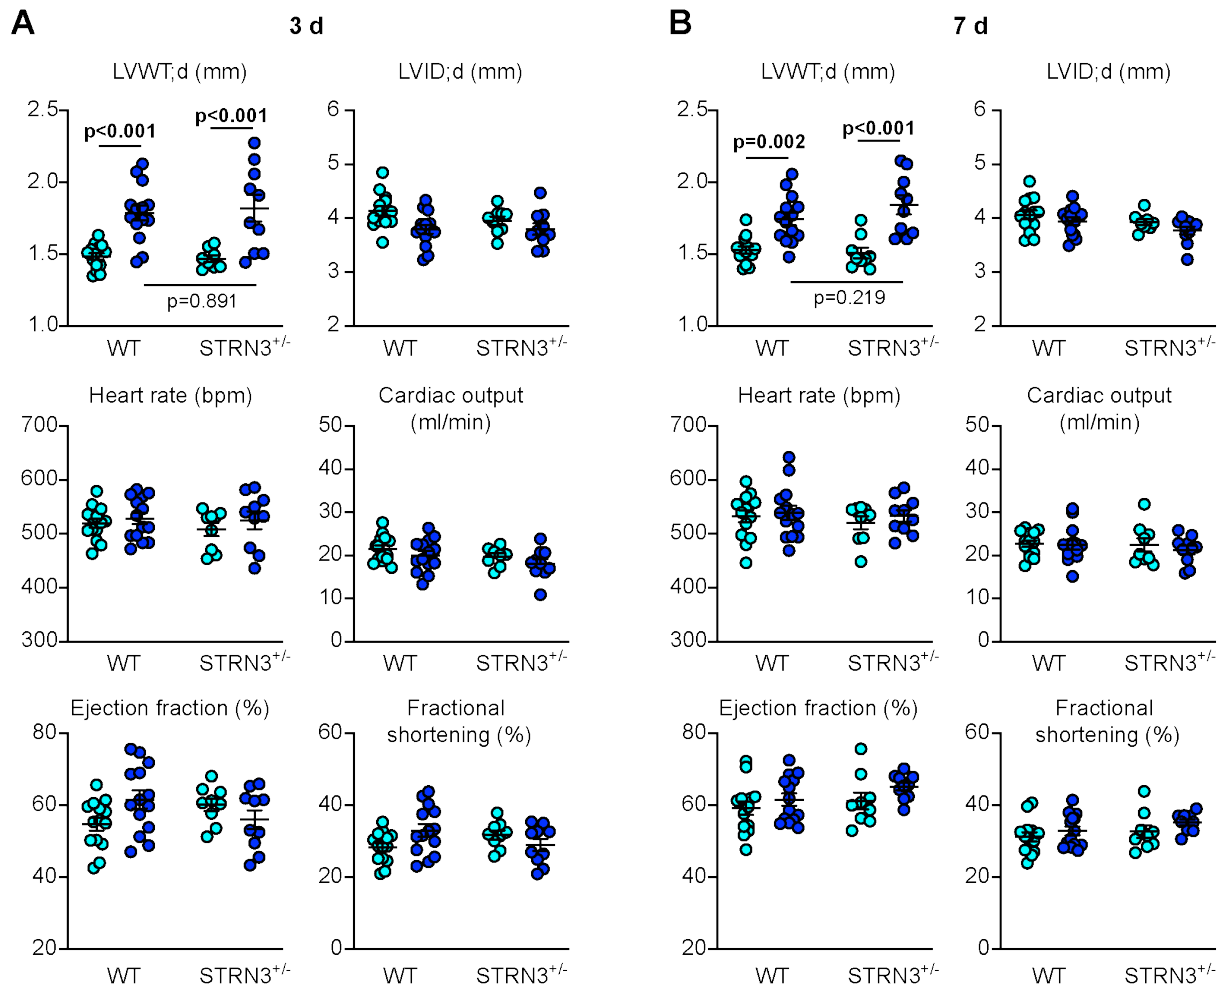 A
3 d
B
7 d
LVWT;d (mm)
LVID;d (mm)
LVWT;d (mm)
LVID;d (mm)
2.5
2.0
1.5
1.0
p<0.001
p<0.001
p=0.891
WT
STRN3+/-
6
5
4
3
2
WT
STRN3+/-
2.5
2.0
1.5
1.0
p=0.002
p<0.001
p=0.219
WT
STRN3+/-
6
5
4
3
2
WT
STRN3+/-
Heart rate (bpm)
700
600
500
400
300
WT
STRN3+/-
Cardiac output
(ml/min)
50
40
30
20
10
0
WT
STRN3+/-
Heart rate (bpm)
700
600
500
400
300
WT
STRN3+/-
Cardiac output
(ml/min)
50
40
30
20
10
0
WT
STRN3+/-
Ejection fraction (%)
80
60
40
20
WT
STRN3+/-
Fractional
shortening (%)
60
40
20
0
WT
STRN3+/-
Ejection fraction (%)
80
60
40
20
WT
STRN3+/-
Fractional
shortening (%)
60
40
20
0
WT
STRN3+/-